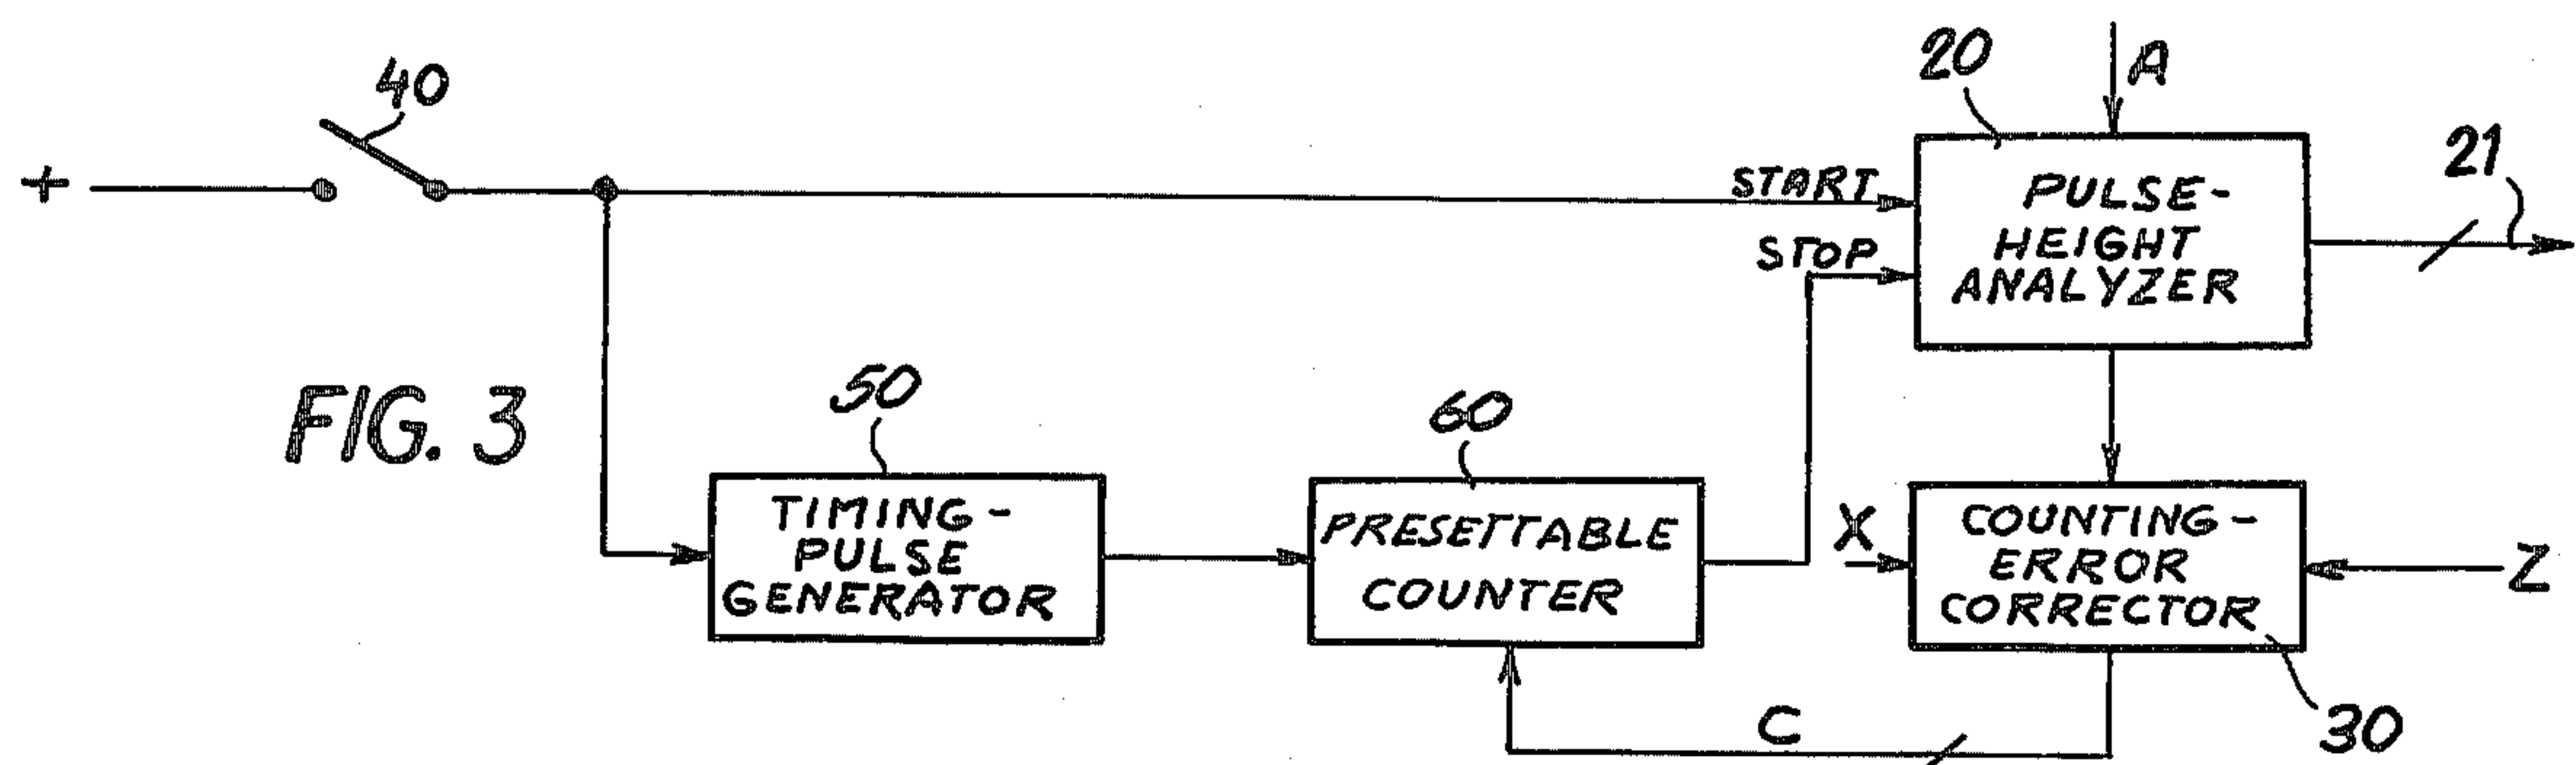 40
+
START
STOP
20
A
PULSE-
HEIGHT
ANALYZER
21
FIG. 3
50
TIMING-
PULSE
GENERATOR
60
PRESETTABLE
COUNTER
X
COUNTING-
ERROR
CORRECTOR
Z
30
C